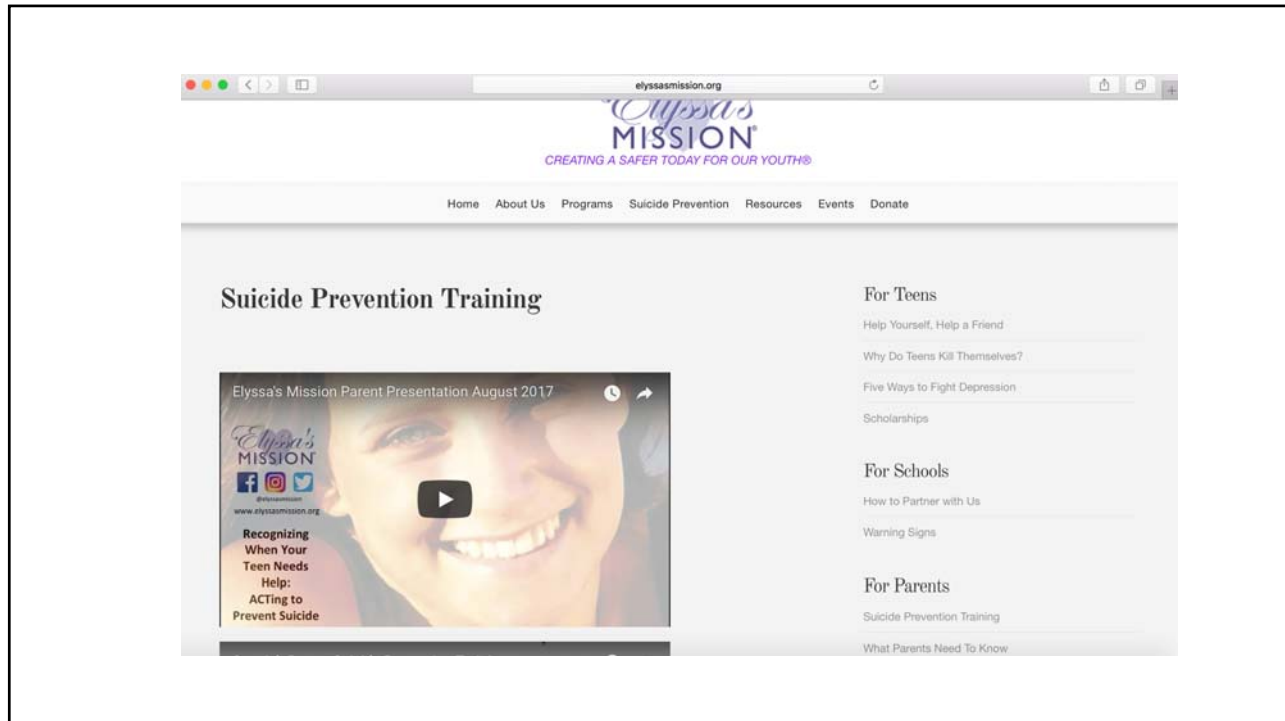 elyssasmission.org
Elyssa's
MISSION®
CREATING A SAFER TODAY FOR OUR YOUTH®
Home About Us Programs Suicide Prevention Resources Events Donate
Suicide Prevention Training
Elyssa's Mission Parent Presentation August 2017
Elyssa's
MISSION
@elyssasmission
www.elyssasmission.org
Recognizing
When Your
Teen Needs
Help:
ACTing to
Prevent Suicide
For Teens
Help Yourself, Help a Friend
Why Do Teens Kill Themselves?
Five Ways to Fight Depression
Scholarships
For Schools
How to Partner with Us
Warning Signs
For Parents
Suicide Prevention Training
What Parents Need To Know